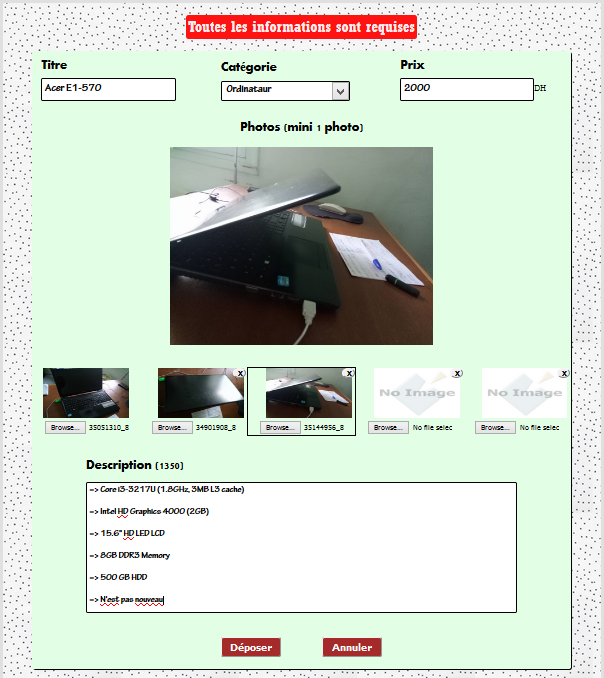 Toutes les informations sont requises
Titre
Catégorie
Prix
Acer E1-570
Ordinataur
2000
DH
Photos (mini 1 photo)
x
x
x
x
No Image
No Image
Browse... 35051310_8
Browse... 34901908_8
Browse... 35144956_8
Browse... No file selec
Browse... No file selec
Description (1350)
=> Core i3-3217U (1.8GHz, 3MB L3 cache)
=> Intel HD Graphics 4000 (2GB)
=> 15.6" HD LED LCD
=> 8GB DDR3 Memory
=> 500 GB HDD
=> N'est pas nouveau
Déposer
Annuler